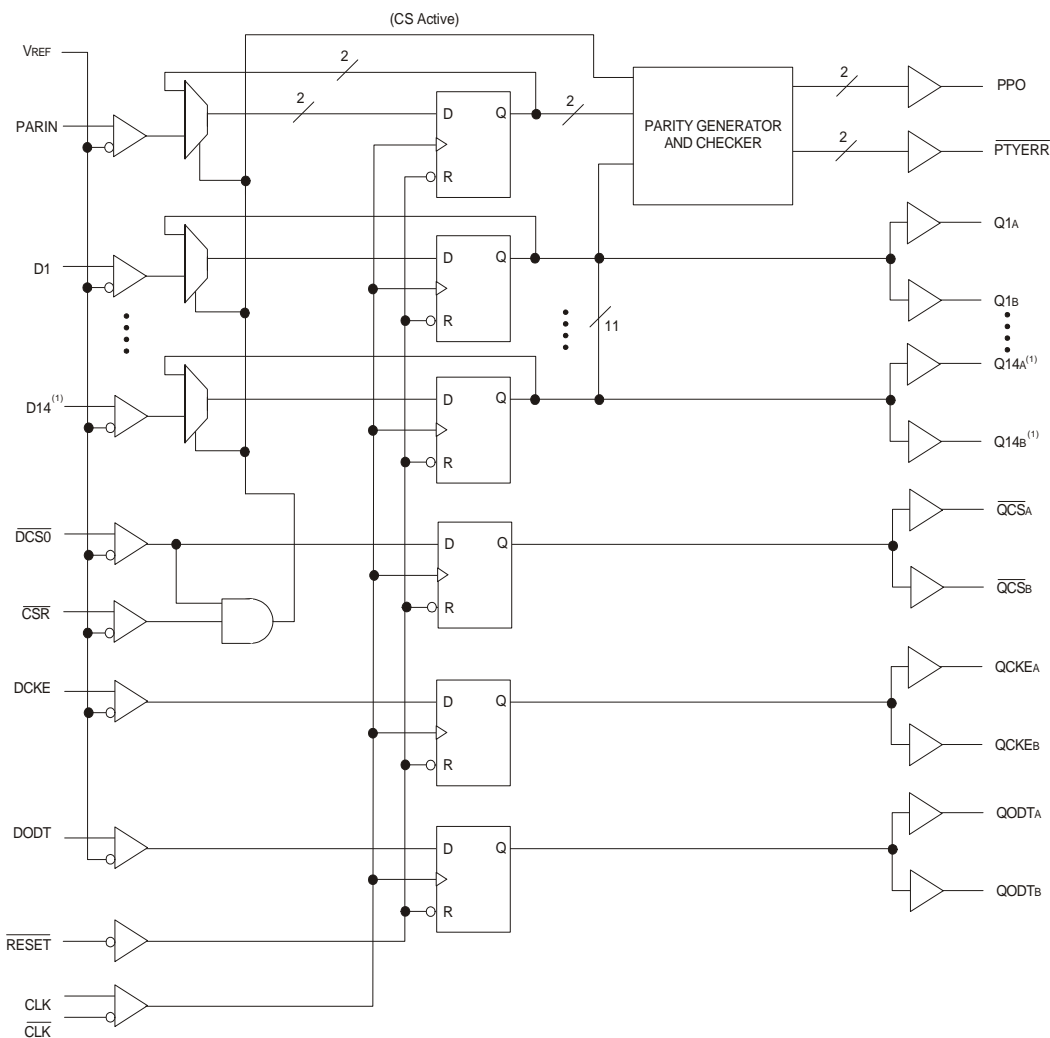 (CS Active)
VREF
2
2
2
2
PPO
PARIN
D
Q
R
PARITY GENERATOR
AND CHECKER
2
PTYERR
D1
D
Q
R
Q1A
Q1B
11
D14(1)
D
Q
R
Q14A(1)
Q14B(1)
DCS0
D
Q
R
QCSA
QCSB
CSR
DCKE
D
Q
R
QCKEA
QCKEB
DODT
D
Q
R
QODTA
QODTB
RESET
CLK
CLK